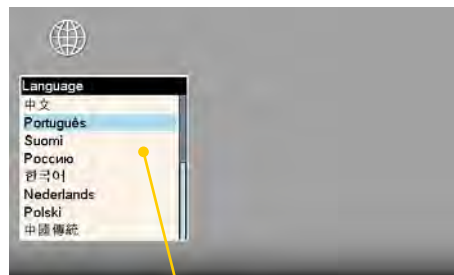 Language
中文
Português
Suomi
Россию
한국어
Nederlands
Polski
中國傳統